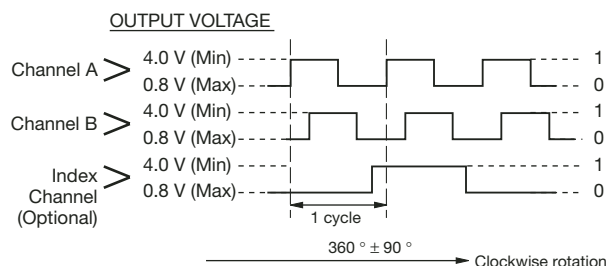 OUTPUT VOLTAGE
Channel A > 4.0 V (Min) 1
0.8 V (Max) 0
Channel B > 4.0 V (Min) 1
0.8 V (Max) 0
Index Channel (Optional) > 4.0 V (Min) 1
0.8 V (Max) 0
1 cycle
360 ° ± 90 °
Clockwise rotation